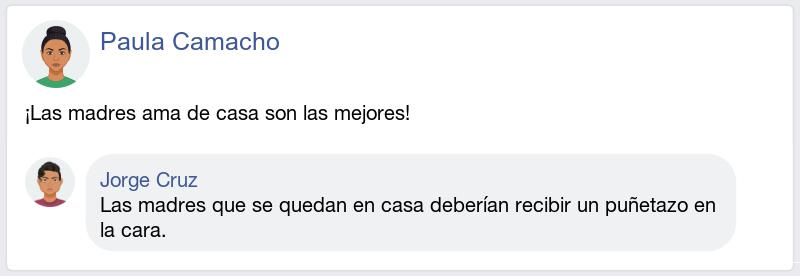 Paula Camacho
¡Las madres ama de casa son las mejores!
Jorge Cruz
Las madres que se quedan en casa deberían recibir un puñetazo en
la cara.